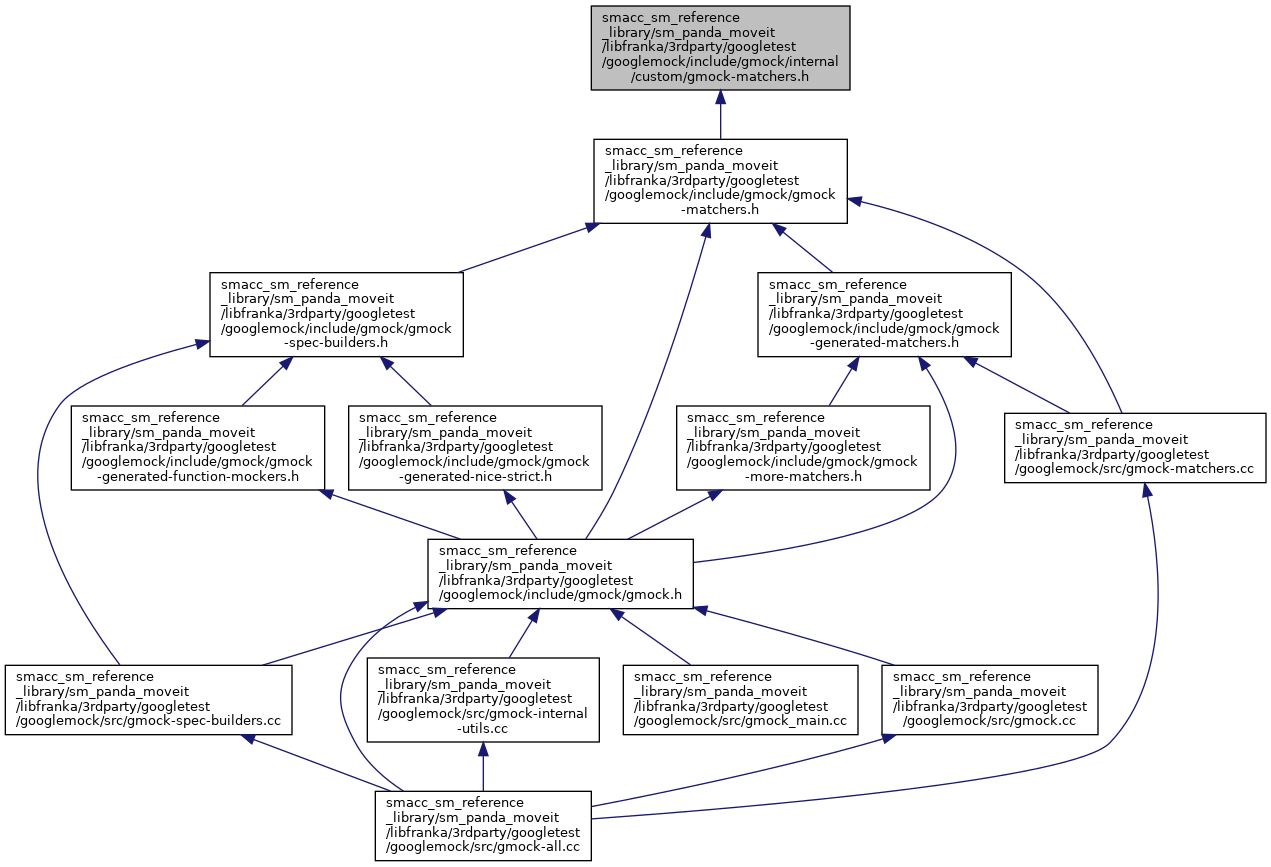 smacc_sm_reference
_library/sm_panda_moveit
/libfranka/3rdparty/googletest
/googlemock/include/gmock/internal
/custom/gmock-matchers.h
smacc_sm_reference
_library/sm_panda_moveit
/libfranka/3rdparty/googletest
/googlemock/include/gmock/gmock
-matchers.h
smacc_sm_reference
_library/sm_panda_moveit
/libfranka/3rdparty/googletest
/googlemock/include/gmock/gmock
-spec-builders.h
smacc_sm_reference
_library/sm_panda_moveit
/libfranka/3rdparty/googletest
/googlemock/include/gmock/gmock
-generated-matchers.h
smacc_sm_reference
_library/sm_panda_moveit
/libfranka/3rdparty/googletest
/googlemock/include/gmock/gmock
-generated-function-mockers.h
smacc_sm_reference
_library/sm_panda_moveit
/libfranka/3rdparty/googletest
/googlemock/include/gmock/gmock
-generated-nice-strict.h
smacc_sm_reference
_library/sm_panda_moveit
/libfranka/3rdparty/googletest
/googlemock/include/gmock/gmock
-more-matchers.h
smacc_sm_reference
_library/sm_panda_moveit
/libfranka/3rdparty/googletest
/googlemock/src/gmock-matchers.cc
smacc_sm_reference
_library/sm_panda_moveit
/libfranka/3rdparty/googletest
/googlemock/include/gmock/gmock.h
smacc_sm_reference
_library/sm_panda_moveit
/libfranka/3rdparty/googletest
/googlemock/src/gmock-spec-builders.cc
smacc_sm_reference
_library/sm_panda_moveit
/libfranka/3rdparty/googletest
/googlemock/src/gmock-internal
-utils.cc
smacc_sm_reference
_library/sm_panda_moveit
/libfranka/3rdparty/googletest
/googlemock/src/gmock_main.cc
smacc_sm_reference
_library/sm_panda_moveit
/libfranka/3rdparty/googletest
/googlemock/src/gmock.cc
smacc_sm_reference
_library/sm_panda_moveit
/libfranka/3rdparty/googletest
/googlemock/src/gmock-all.cc